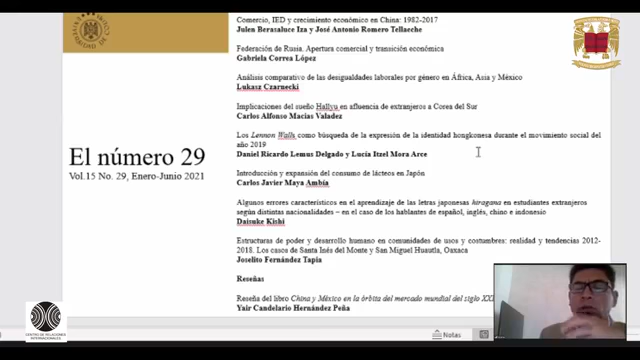 Comercio, IED y crecimiento económico en China: 1982-2017
Julen Berasaluce Iza y José Antonio Romero Tellaeche
Federación de Rusia. Apertura comercial y transición económica
Gabriela Correa López
Análisis comparativo de las desigualdades laborales por género en África, Asia y México
Lukasz Czarnecki
Implicaciones del sueño Hallyu en afluencia de extranjeros a Corea del Sur
Carlos Alfonso Macías Valadez
Los Lennon Walls como búsqueda de la expresión de la identidad hongkonesa durante el movimiento social del
año 2019
Daniel Ricardo Lemus Delgado y Lucía Itzel Mora Arce
El número 29
Vol.15 No. 29, Enero-Junio 2021
Introducción y expansión del consumo de lácteos en Japón
Carlos Javier Maya Ambía
Algunos errores característicos en el aprendizaje de las letras japonesas hiragana en estudiantes extranjeros
según distintas nacionalidades – en el caso de los hablantes de español, inglés, chino e indonesio
Daisuke Kishi
Estructuras de poder y desarrollo humano en comunidades de usos y costumbres: realidad y tendencias 2012-
2018. Los casos de Santa Inés del Monte y San Miguel Huautla, Oaxaca
Joselito Fernández Tapia
Reseñas
Reseña del libro China y México en la órbita del mercado mundial del siglo XXI
Yair Candelario Hernández Peña
CENTRO DE RELACIONES
INTERNACIONALES
Notas